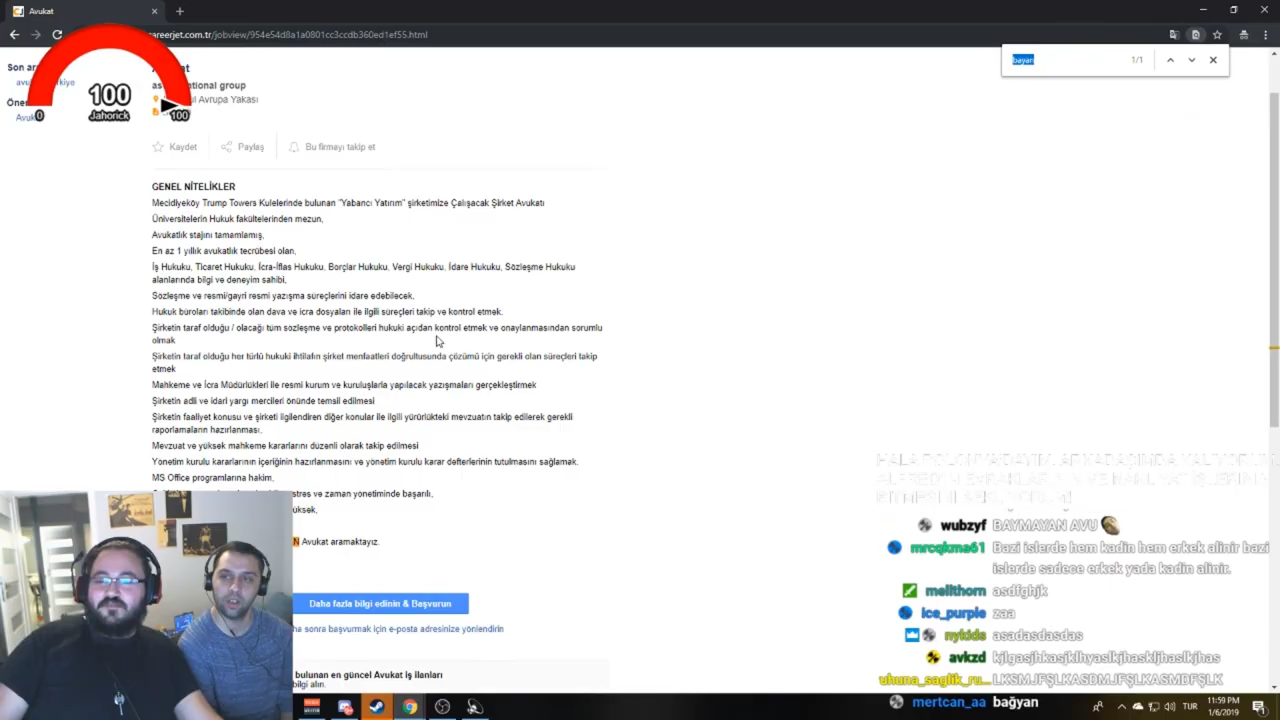 Avukat
careerjet.com.tr/jobview/954e54d8a1a0801cc3ccdb360ed1ef55.html
bayan
1/1
Son
100
Jahorick
0
100
Avrupa Yakası
Kaydet
Paylaş
Bu firmayı takip et
GENEL NİTELİKLER
Mecidiyeköy Trump Towers Kulelerinde bulunan "Yabancı Yatırım" şirketimize Çalışacak Şirket Avukatı
Üniversitelerin Hukuk fakültelerinden mezun,
Avukatlık stajını tamamlamış,
En az 1 yıllık avukatlık tecrübesi olan,
İş Hukuku, Ticaret Hukuku, İcra-İflas Hukuku, Borçlar Hukuku, Vergi Hukuku. İdare Hukuku, Sözleşme Hukuku
alanlarında bilgi ve deneyim sahibi,
Sözleşme ve resmi/gayri resmi yazışma süreçlerini idare edebilecek,
Hukuk büroları takibinde olan dava ve icra dosyaları ile ilgili süreçleri takip ve kontrol etmek.
Şirketin taraf olduğu / olacağı tüm sözleşme ve protokolleri hukuki açıdan kontrol etmek ve onaylanmasından sorumlu
olmak
Şirketin taraf olduğu her türlü hukuki ihtilafın şirket menfaatleri doğrultusunda çözümü için gerekli olan süreçleri takip
etmek
Mahkeme ve İcra Müdürlükleri ile resmi kurum ve kuruluşlarla yapılacak yazışmaları gerçekleştirmek
Şirketin adli ve idari yargı mercileri önünde temsil edilmesi
Şirketin faaliyet konusu ve şirketi ilgilendiren diğer konular ile ilgili yürürlükteki mevzuatın takip edilerek gerekli
raporlamaların hazırlanması,
Mevzuat ve yüksek mahkeme kararlarını düzenli olarak takip edilmesi
Yönetim kurulu kararlarının içeriğinin hazırlanmasını ve yönetim kurulu karar defterlerinin tutulmasını sağlamak.
MS Office programlarına hakim,
stres ve zaman yönetiminde başarılı,
N Avukat aramaktayız.
Daha fazla bilgi edinin & Başvurun
sonra başvurmak için e-posta adresinize yönlendirin
bulunan en güncel Avukat iş ilanları
bilgi alın.
wubzyf BAYMAYAN AVU
mrcqkma61 Bazi islerde hem kadin hem erkek alinir bazi
islerde sadece erkek yada kadin alinir.
mellthorn asdfghjk
ice_purple zaa
nykids asadasdasdas
avkzd kjlgasjhkasjklhyaslkjhaskljhaslkjhas
uhuna_saglik_ru... LKSMJFŞLKASDMJFŞLKASMDFŞLK
mertcan_aa bağyan
TUR
11:59 PM
1/6/2019